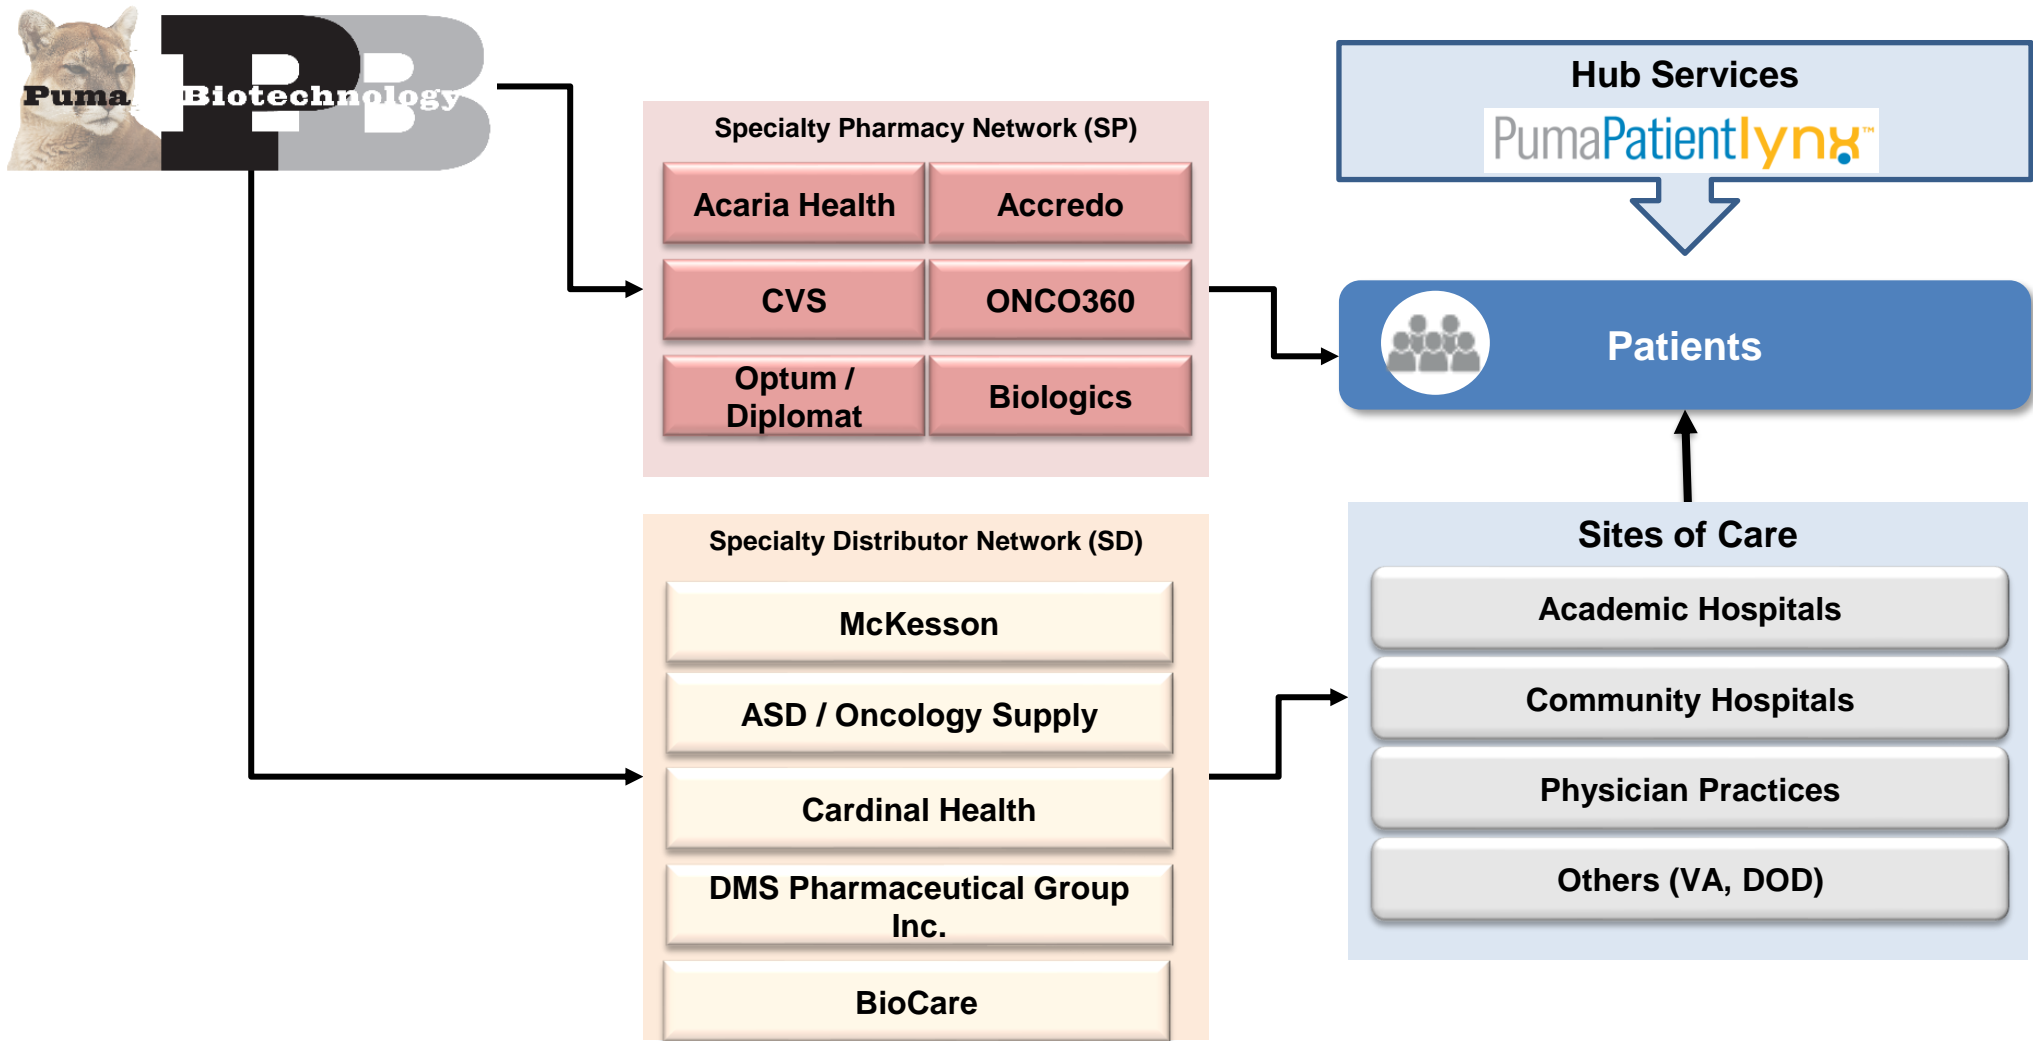 Puma Biotechnology
Specialty Pharmacy Network (SP)
Acaria Health
Accredo
CVS
ONCO360
Optum /
Diplomat
Biologics
Specialty Distributor Network (SD)
McKesson
ASD / Oncology Supply
Cardinal Health
DMS Pharmaceutical Group
Inc.
BioCare
Hub Services
PumaPatientlynx™
Patients
Sites of Care
Academic Hospitals
Community Hospitals
Physician Practices
Others (VA, DOD)